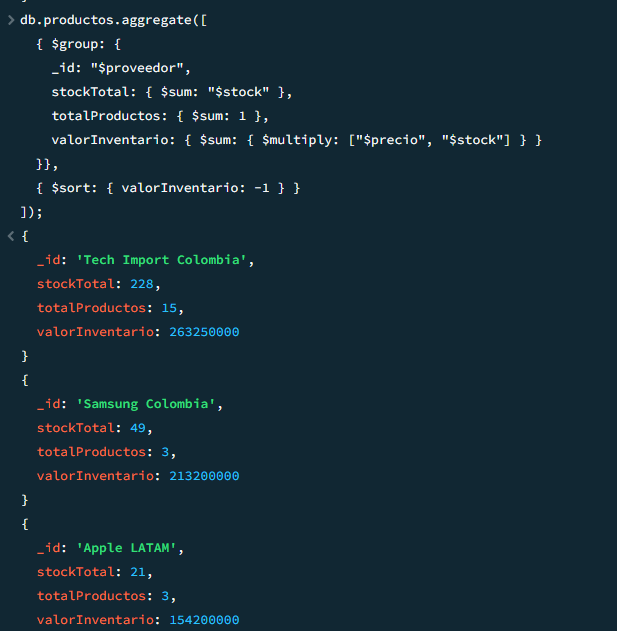 db.productos.aggregate([
{ $group: {
_id: "$proveedor",
stockTotal: { $sum: "$stock" },
totalProductos: { $sum: 1 },
valorInventario: { $sum: { $multiply: ["$precio", "$stock"] } }
}},
{ $sort: { valorInventario: -1 } }
]);
{
_id: 'Tech Import Colombia',
stockTotal: 228,
totalProductos: 15,
valorInventario: 263250000
}
{
_id: 'Samsung Colombia',
stockTotal: 49,
totalProductos: 3,
valorInventario: 213200000
}
{
_id: 'Apple LATAM',
stockTotal: 21,
totalProductos: 3,
valorInventario: 154200000